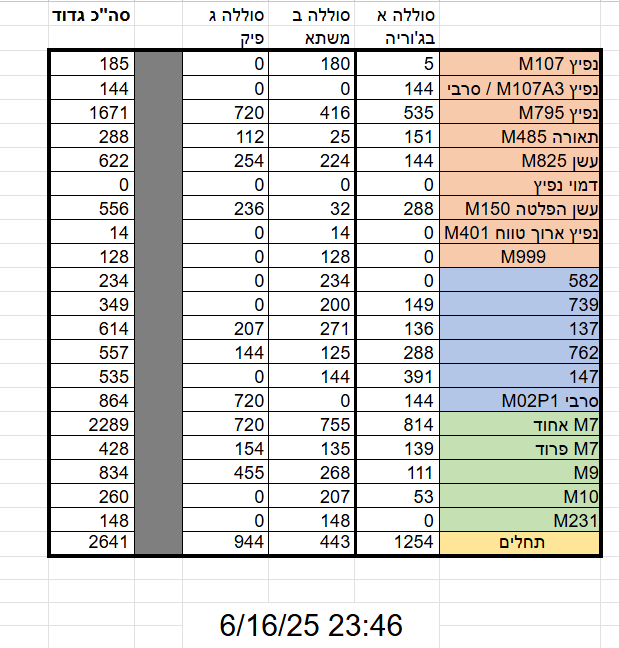 סוללה א סוללה ב סוללה ג סה"כ גדוד
בג'וריה משתא פיק
נפיץ M107 5 180 0 185
נפיץ M107A3 / סרבי 144 0 0 144
נפיץ M795 535 416 720 1671
תאורה M485 151 25 112 288
עשן M825 144 224 254 622
דמוי נפיץ 0 0 0 0
עשן הפלטה M150 288 32 236 556
נפיץ ארוך טווח M401 0 14 0 14
M999 0 128 0 128
582 0 234 0 234
739 149 200 0 349
137 136 271 207 614
762 288 125 144 557
147 391 144 0 535
סרבי M02P1 144 0 720 864
M7 אחוד 814 755 720 2289
M7 פרוד 139 135 154 428
M9 111 268 455 834
M10 53 207 0 260
M231 0 148 0 148
תחלים 1254 443 944 2641
6/16/25 23:46